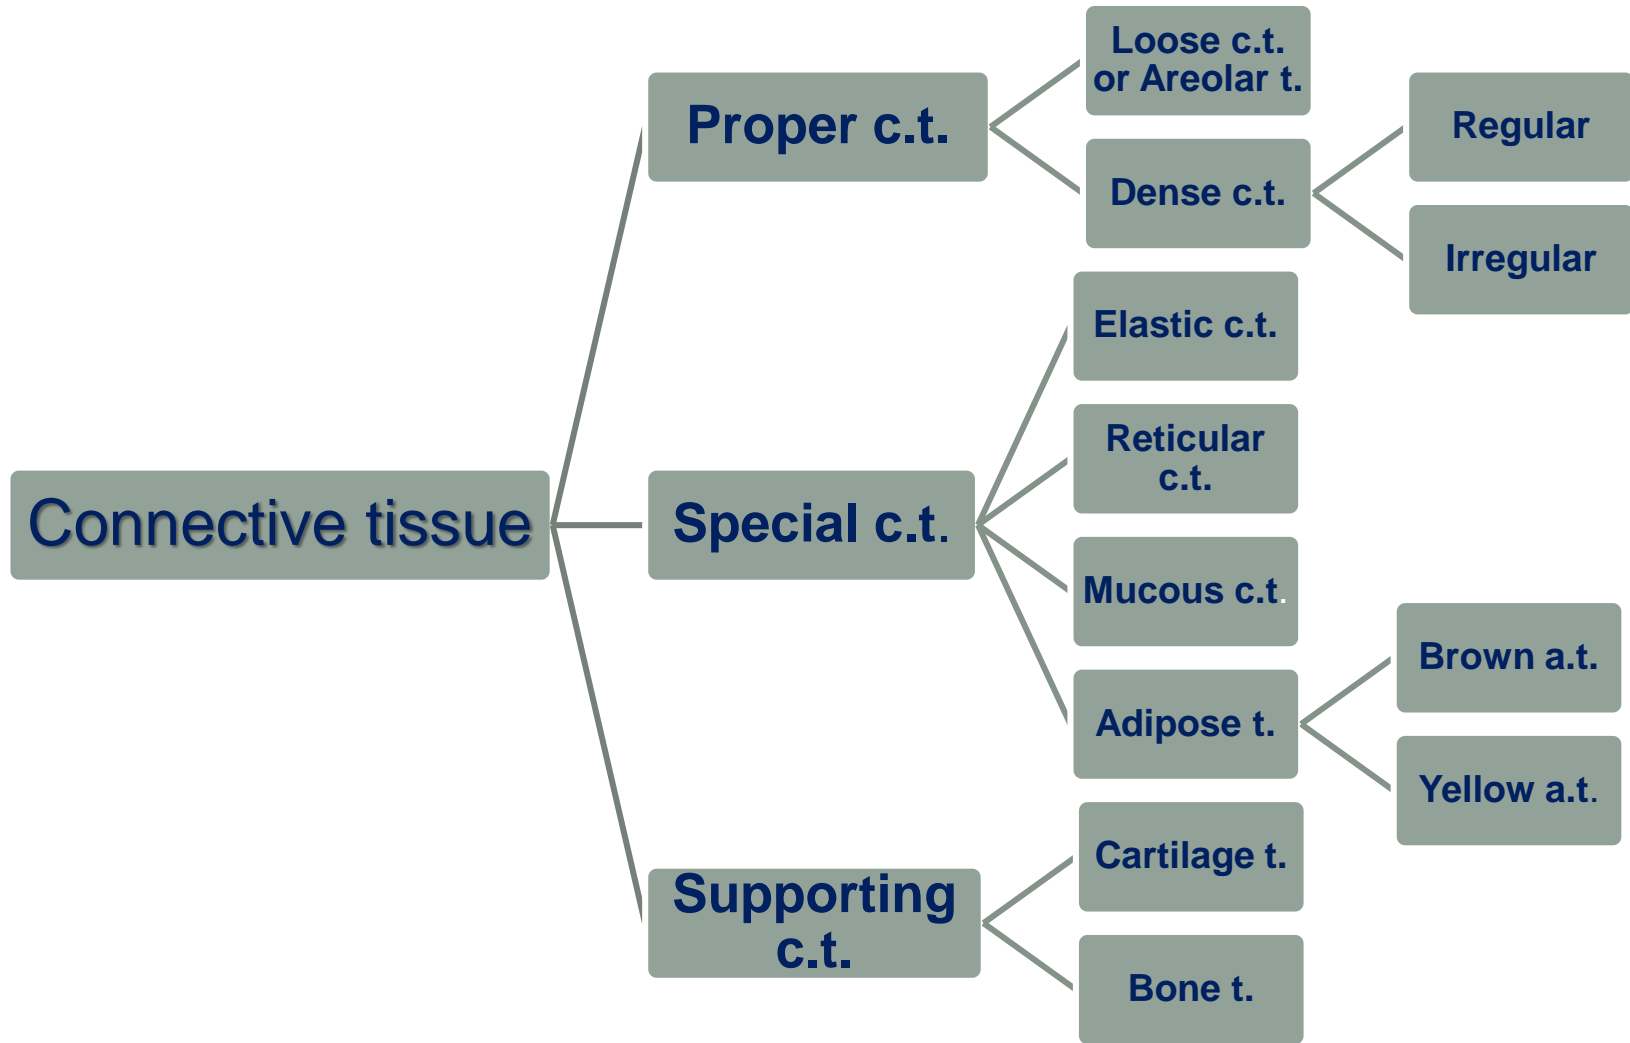 Connective tissue
Proper c.t.
Loose c.t.
or Areolar t.
Dense c.t.
Regular
Irregular
Special c.t.
Elastic c.t.
Reticular
c.t.
Mucous c.t.
Adipose t.
Brown a.t.
Yellow a.t.
Supporting
c.t.
Cartilage t.
Bone t.